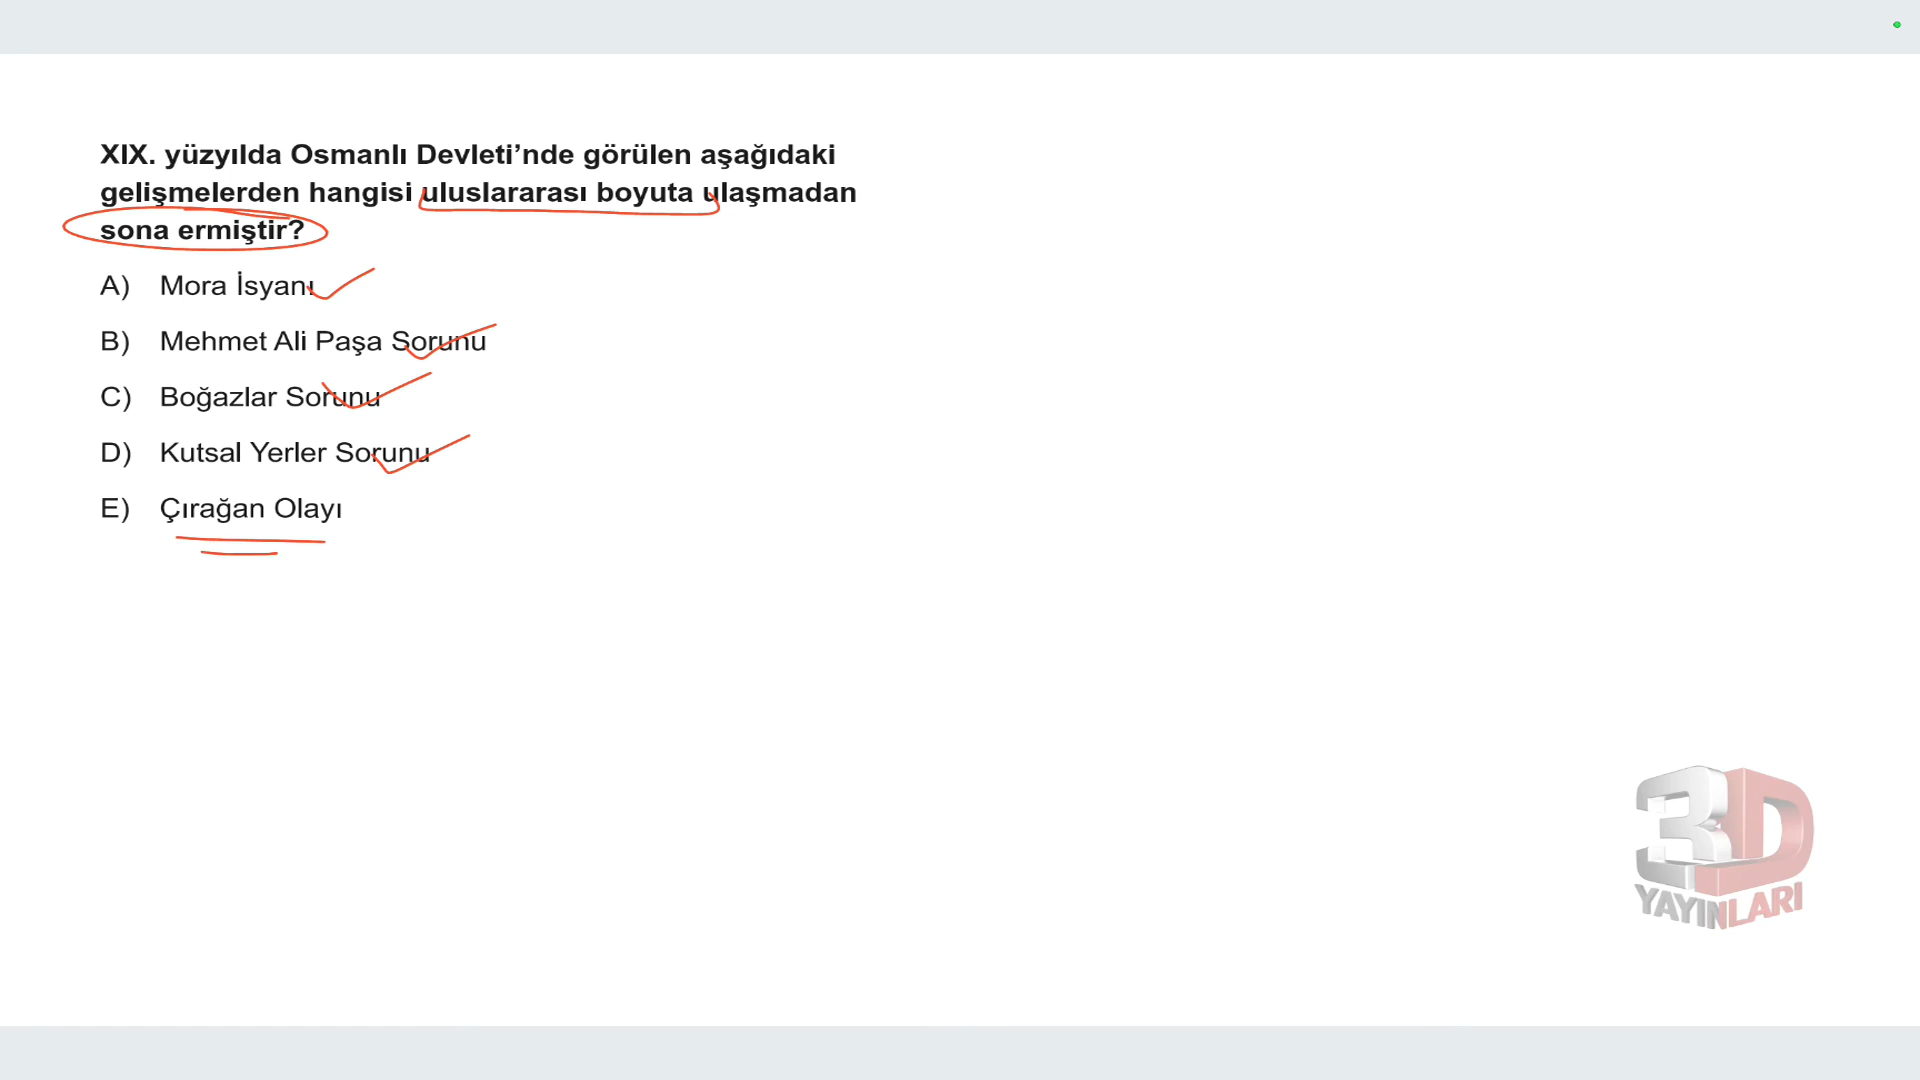 XIX. yüzyılda Osmanlı Devleti’nde görülen aşağıdaki
gelişmelerden hangisi uluslararası boyuta ulaşmadan
sona ermiştir?
A) Mora İsyanı
B) Mehmet Ali Paşa Sorunu
C) Boğazlar Sorunu
D) Kutsal Yerler Sorunu
E) Çırağan Olayı
3D
YAYINLARI